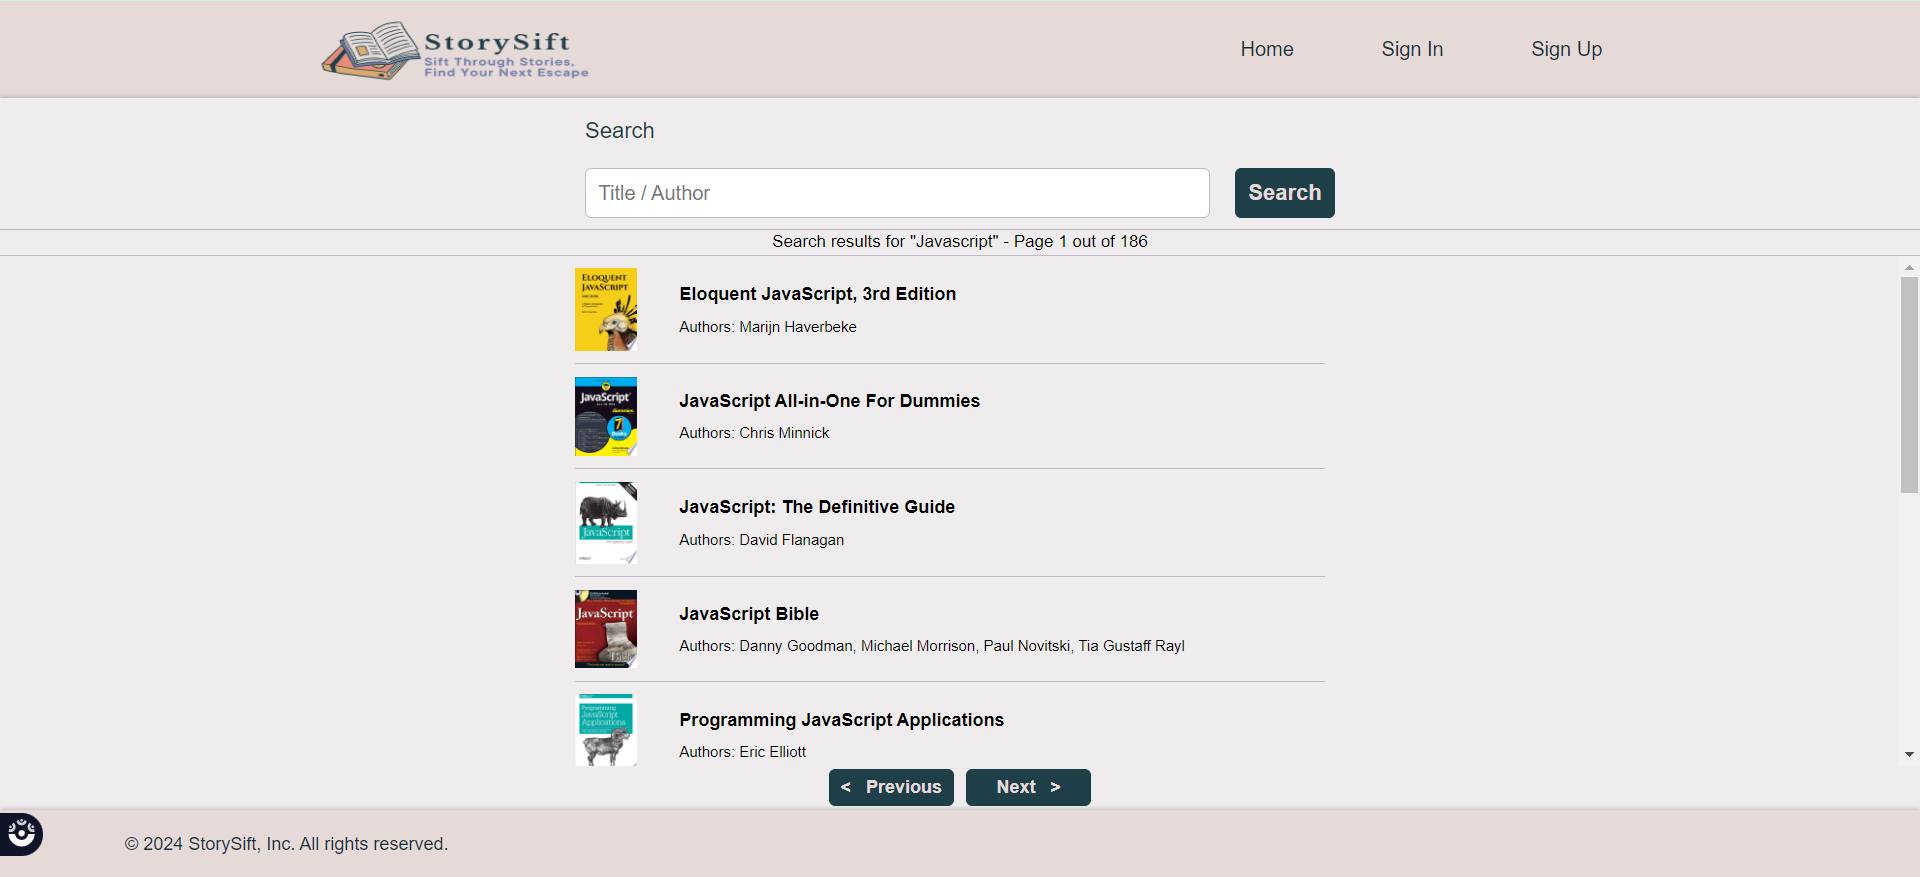 StorySift
Sift Through Stories,
Find Your Next Escape
Home
Sign In
Sign Up
Search
Title / Author
Search
Search results for "Javascript" - Page 1 out of 186
ELOQUENT
JAVASCRIPT
Eloquent JavaScript, 3rd Edition
Authors: Marijn Haverbeke
JavaScript
dummies
7
Books
JavaScript All-in-One For Dummies
Authors: Chris Minnick
JavaScript
JavaScript: The Definitive Guide
Authors: David Flanagan
JavaScript
Bible
JavaScript Bible
Authors: Danny Goodman, Michael Morrison, Paul Novitski, Tia Gustaff Rayl
Programming
JavaScript
Applications
Programming JavaScript Applications
Authors: Eric Elliott
< Previous
Next >
© 2024 StorySift, Inc. All rights reserved.